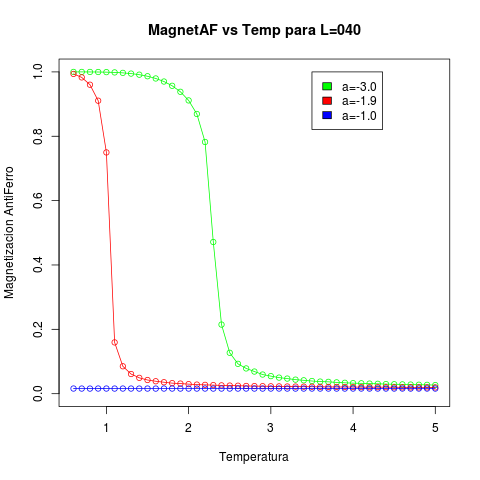 MagnetAF vs Temp para L=040
a=-3.0
a=-1.9
a=-1.0
Magnetizacion AntiFerro
1.0
0.8
0.6
0.4
0.2
0.0
1 2 3 4 5
Temperatura